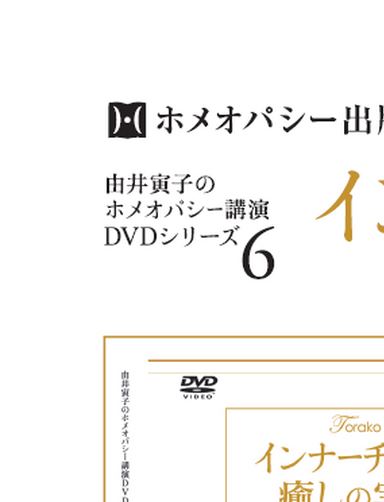 ホメオパシー出
イ
由井寅子の
ホメオパシー講演
DVDシリーズ6
由井寅子のホメオパシー講演DVD
DVD
VIDEO
Torako
インナーチ
癒しの